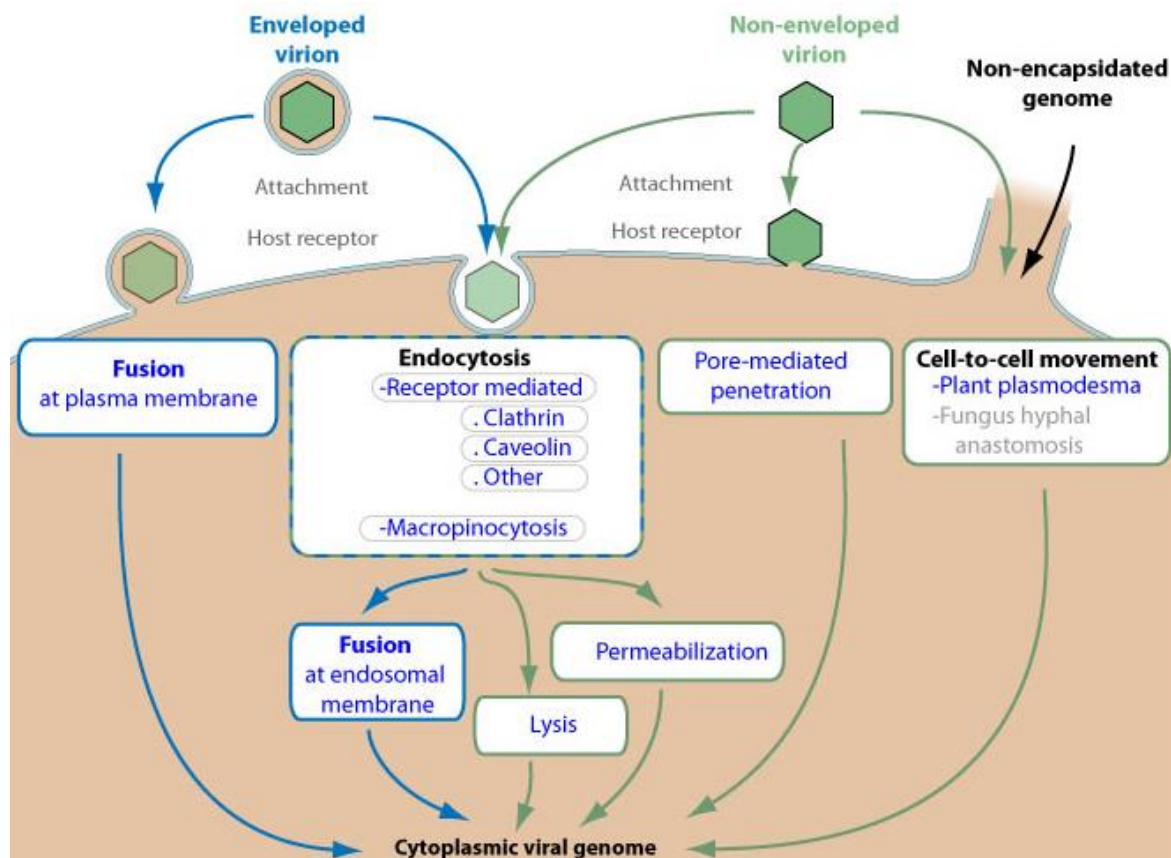 Enveloped
virion
Non-enveloped
virion
Non-encapsidated
genome
Attachment
Host receptor
Attachment
Host receptor
Fusion
at plasma membrane
Endocytosis
-Receptor mediated
. Clathrin
. Caveolin
. Other
-Macropinocytosis
Pore-mediated
penetration
Cell-to-cell movement
-Plant plasmodesma
-Fungus hyphal
anastomosis
Fusion
at endosomal
membrane
Lysis
Permeabilization
Cytoplasmic viral genome